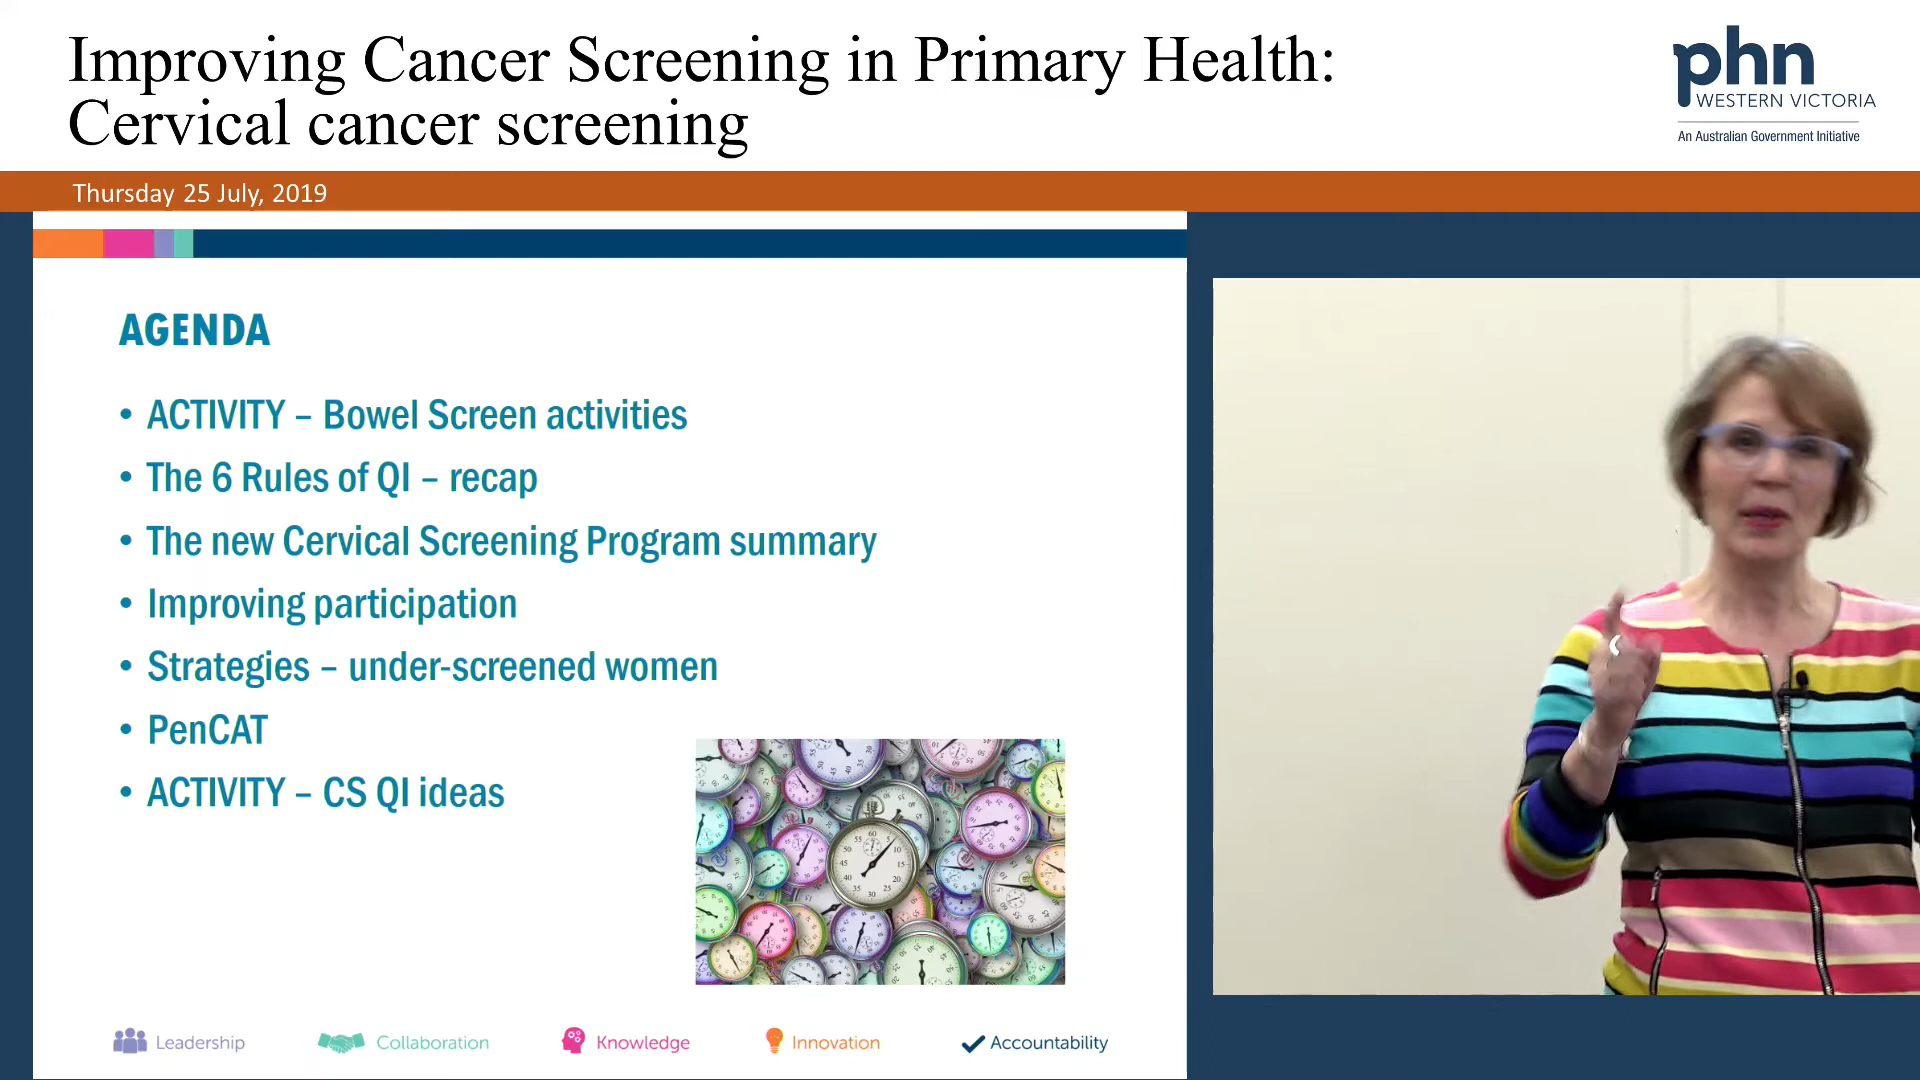 Improving Cancer Screening in Primary Health:
Cervical cancer screening
phn
WESTERN VICTORIA
An Australian Government Initiative
Thursday 25 July, 2019
AGENDA
• ACTIVITY – Bowel Screen activities
• The 6 Rules of QI – recap
• The new Cervical Screening Program summary
• Improving participation
• Strategies – under-screened women
• PenCAT
• ACTIVITY – CS QI ideas
Leadership
Collaboration
Knowledge
Innovation
Accountability